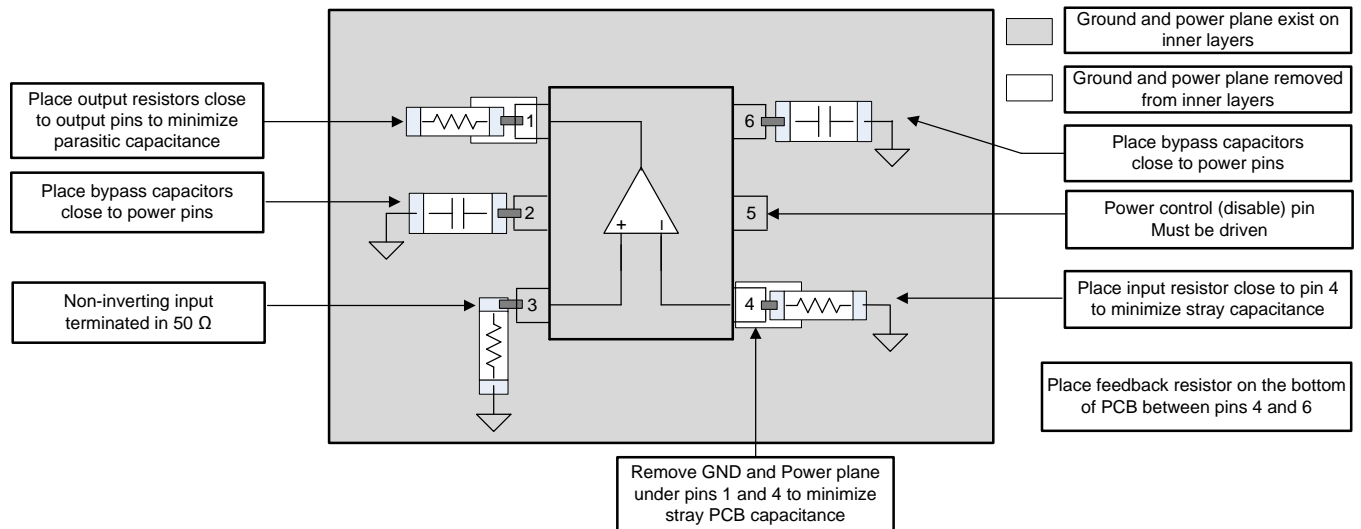 Ground and power plane exist on
inner layers
Ground and power plane removed
from inner layers
Place output resistors close
to output pins to minimize
parasitic capacitance
Place bypass capacitors
close to power pins
Non-inverting input
terminated in 50 Ω
1
2
3
+
−
6
5
4
Place bypass capacitors
close to power pins
Power control (disable) pin
Must be driven
Place input resistor close to pin 4
to minimize stray capacitance
Place feedback resistor on the bottom
of PCB between pins 4 and 6
Remove GND and Power plane
under pins 1 and 4 to minimize
stray PCB capacitance